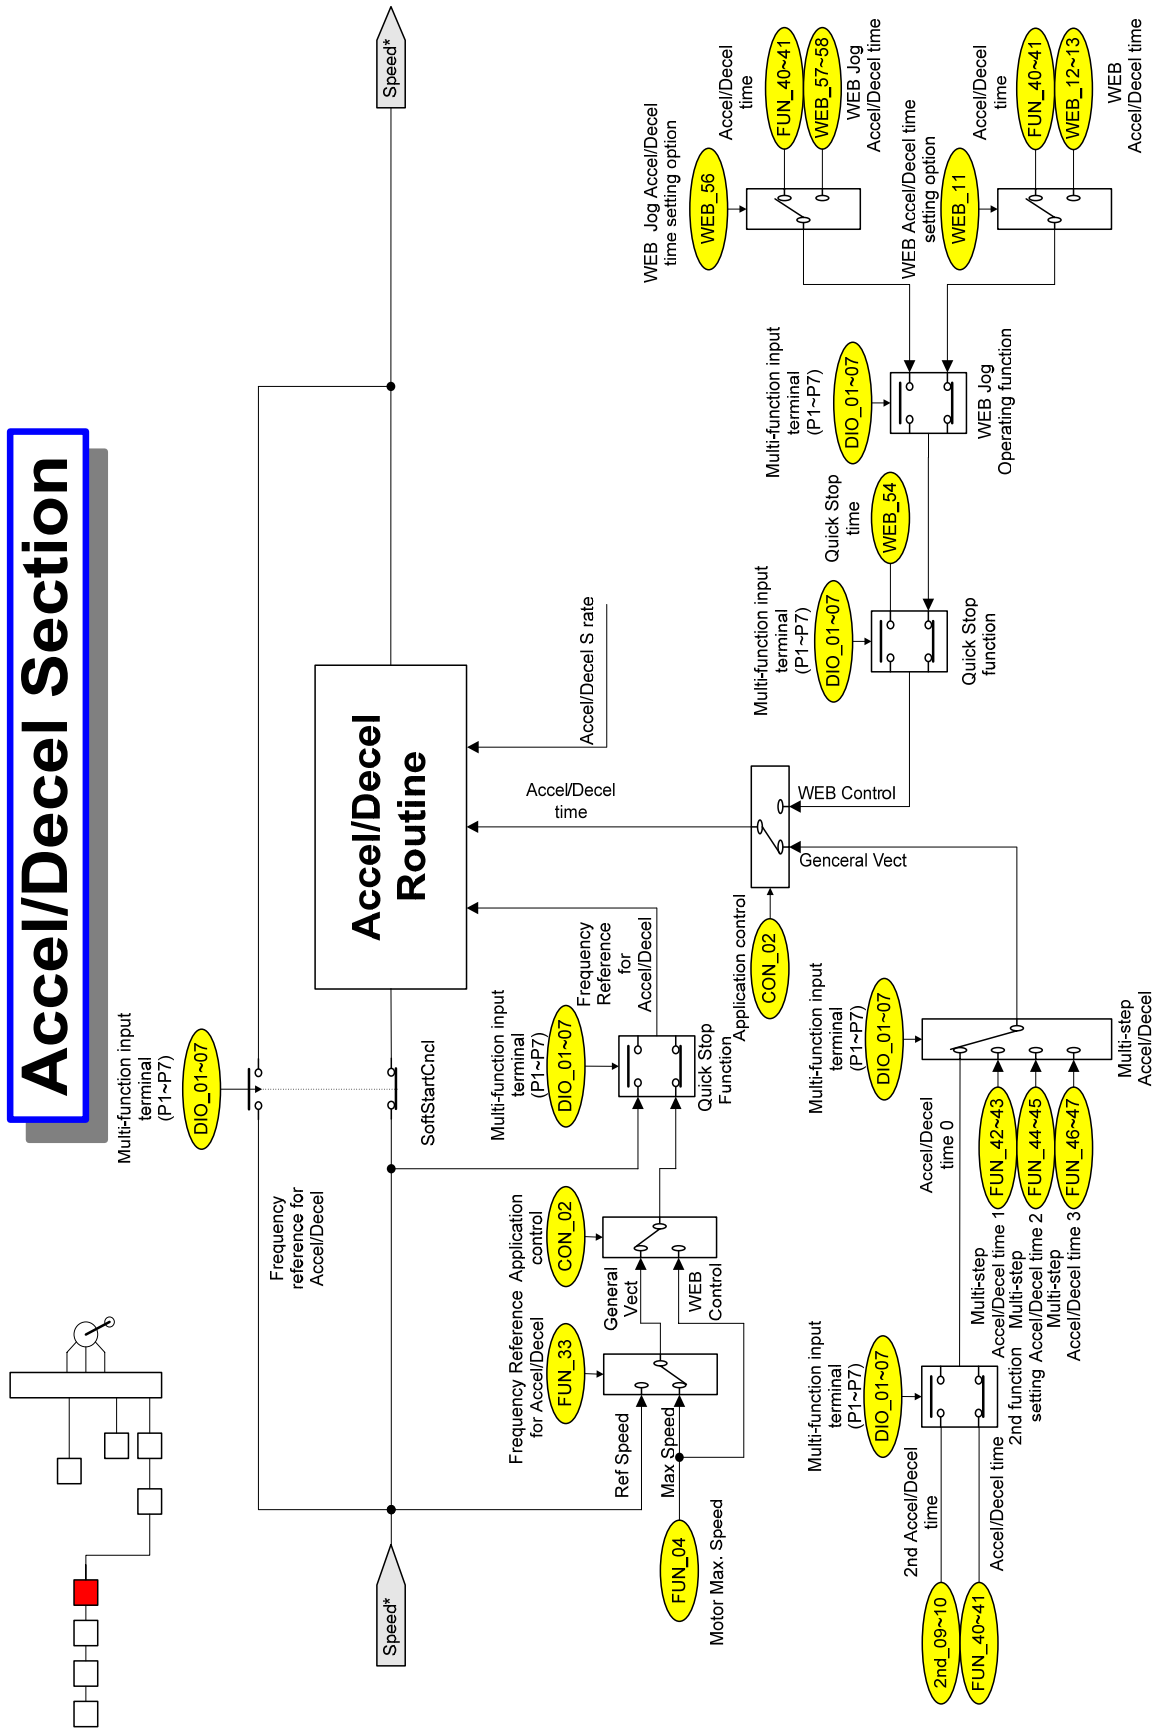 Accel/Decel Section
Multi-function input
terminal
(P1~P7)
DIO_01~07
Speed*
Frequency
reference for
Accel/Decel
SoftStartCncl
Accel/Decel
Routine
Speed*
Frequency Reference
for Accel/Decel
FUN_33
Ref Speed
Max Speed
FUN_04
Motor Max. Speed
Application
control
CON_02
General
Vect
WEB
Control
Multi-function input
terminal
(P1~P7)
DIO_01~07
Quick Stop
Function
Frequency
Reference
for
Accel/Decel
Accel/Decel
time
Accel/Decel S rate
Application control
CON_02
WEB Control
Genceral Vect
2nd Accel/Decel
time
2nd_09~10
FUN_40~41
Accel/Decel time
Multi-function input
terminal
(P1~P7)
DIO_01~07
2nd function
setting
Accel/Decel
time 0
Multi-step
Accel/Decel time 1
FUN_42~43
Multi-step
Accel/Decel time 2
FUN_44~45
Multi-step
Accel/Decel time 3
FUN_46~47
Multi-function input
terminal
(P1~P7)
DIO_01~07
Multi-step
Accel/Decel
Multi-function input
terminal
(P1~P7)
DIO_01~07
Quick Stop
function
Quick Stop
time
WEB_54
Multi-function input
terminal
(P1~P7)
DIO_01~07
WEB Jog
Operating function
WEB Jog Accel/Decel
time setting option
WEB_56
Accel/Decel
time
FUN_40~41
WEB_57~58
WEB Jog
Accel/Decel time
WEB Accel/Decel time
setting option
WEB_11
Accel/Decel
time
FUN_40~41
WEB_12~13
WEB
Accel/Decel time